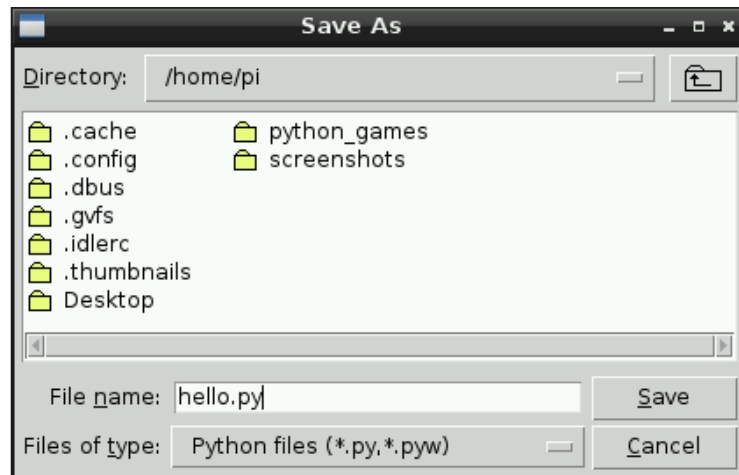 Save As
Directory: /home/pi
.cache
.config
.dbus
.gvfs
.idlerc
.thumbnails
Desktop
python_games
screenshots
File name: hello.py Save
Files of type: Python files (*.py,*.pyw) Cancel